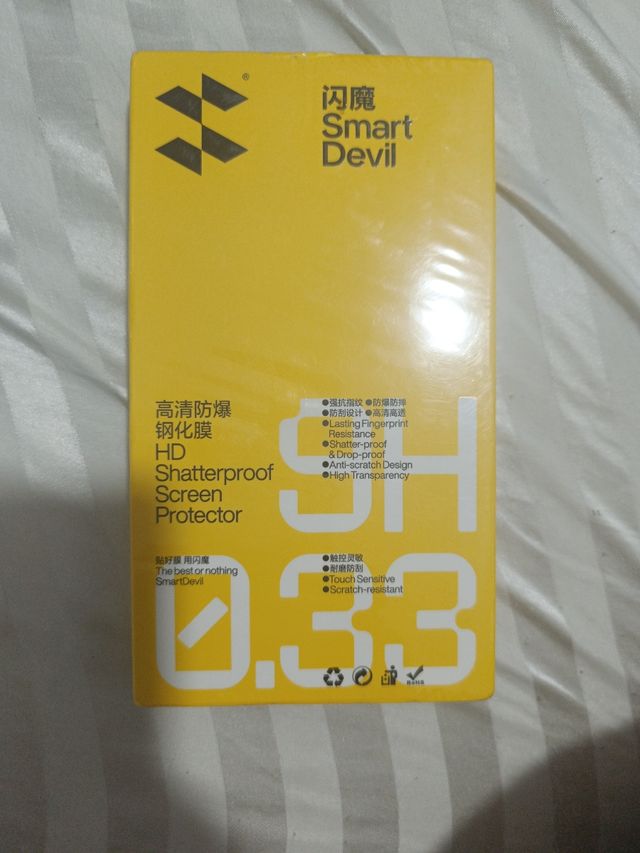 ®
闪魔
Smart
Devil
高清防爆
钢化膜
HD
Shatterproof
Screen
Protector
9H
●强抗指纹 ●防爆防摔
●防刮设计 ●高清高透
●Lasting Fingerprint
Resistance
●Shatter-proof
& Drop-proof
●Anti-scratch Design
●High Transparency
贴好膜 用闪魔
The best or nothing
SmartDevil
●触控灵敏
●耐磨防刮
●Touch Sensitive
●Scratch-resistant
0.33
RoHS